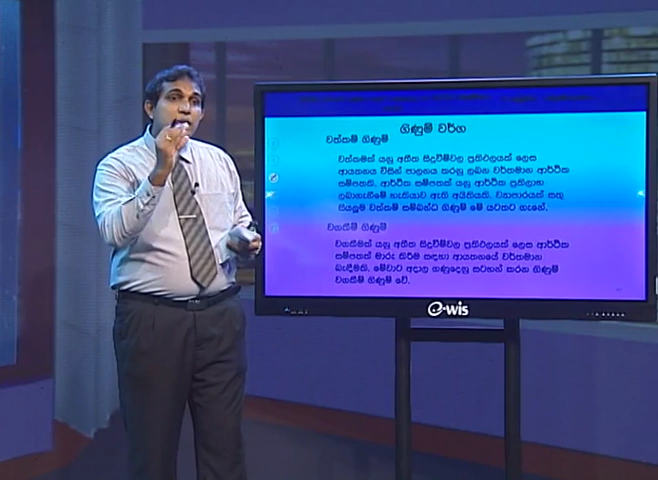 ගිණුම් වර්ග
වත්කම් ගිණුම්
වත්කමක් යනු අතීත සිදුවීම්වල ප්‍රතිඵලයක් ලෙස
ආයතනය විසින් පාලනය කරනු ලබන වර්තමාන ආර්ථික
සම්පතකි. ආර්ථික සම්පතක් යනු ආර්ථික ප්‍රතිලාභ
ලබාගැනීමේ හැකියාව ඇති අයිතියකි. ව්‍යාපාරයක් සතු
සියලුම වත්කම් සම්බන්ධ ගිණුම් මේ යටතට ගැනේ.
වගකීම් ගිණුම්
වගකීමක් යනු අතීත සිදුවීම්වල ප්‍රතිඵලයක් ලෙස ආර්ථික
සම්පතක් මාරු කිරීම සඳහා ආයතනයේ වර්තමාන
බැඳීමකි. මේවාට අදාල ගණුදෙනු සටහන් කරන ගිණුම්
වගකීම් ගිණුම් වේ.
e-wis